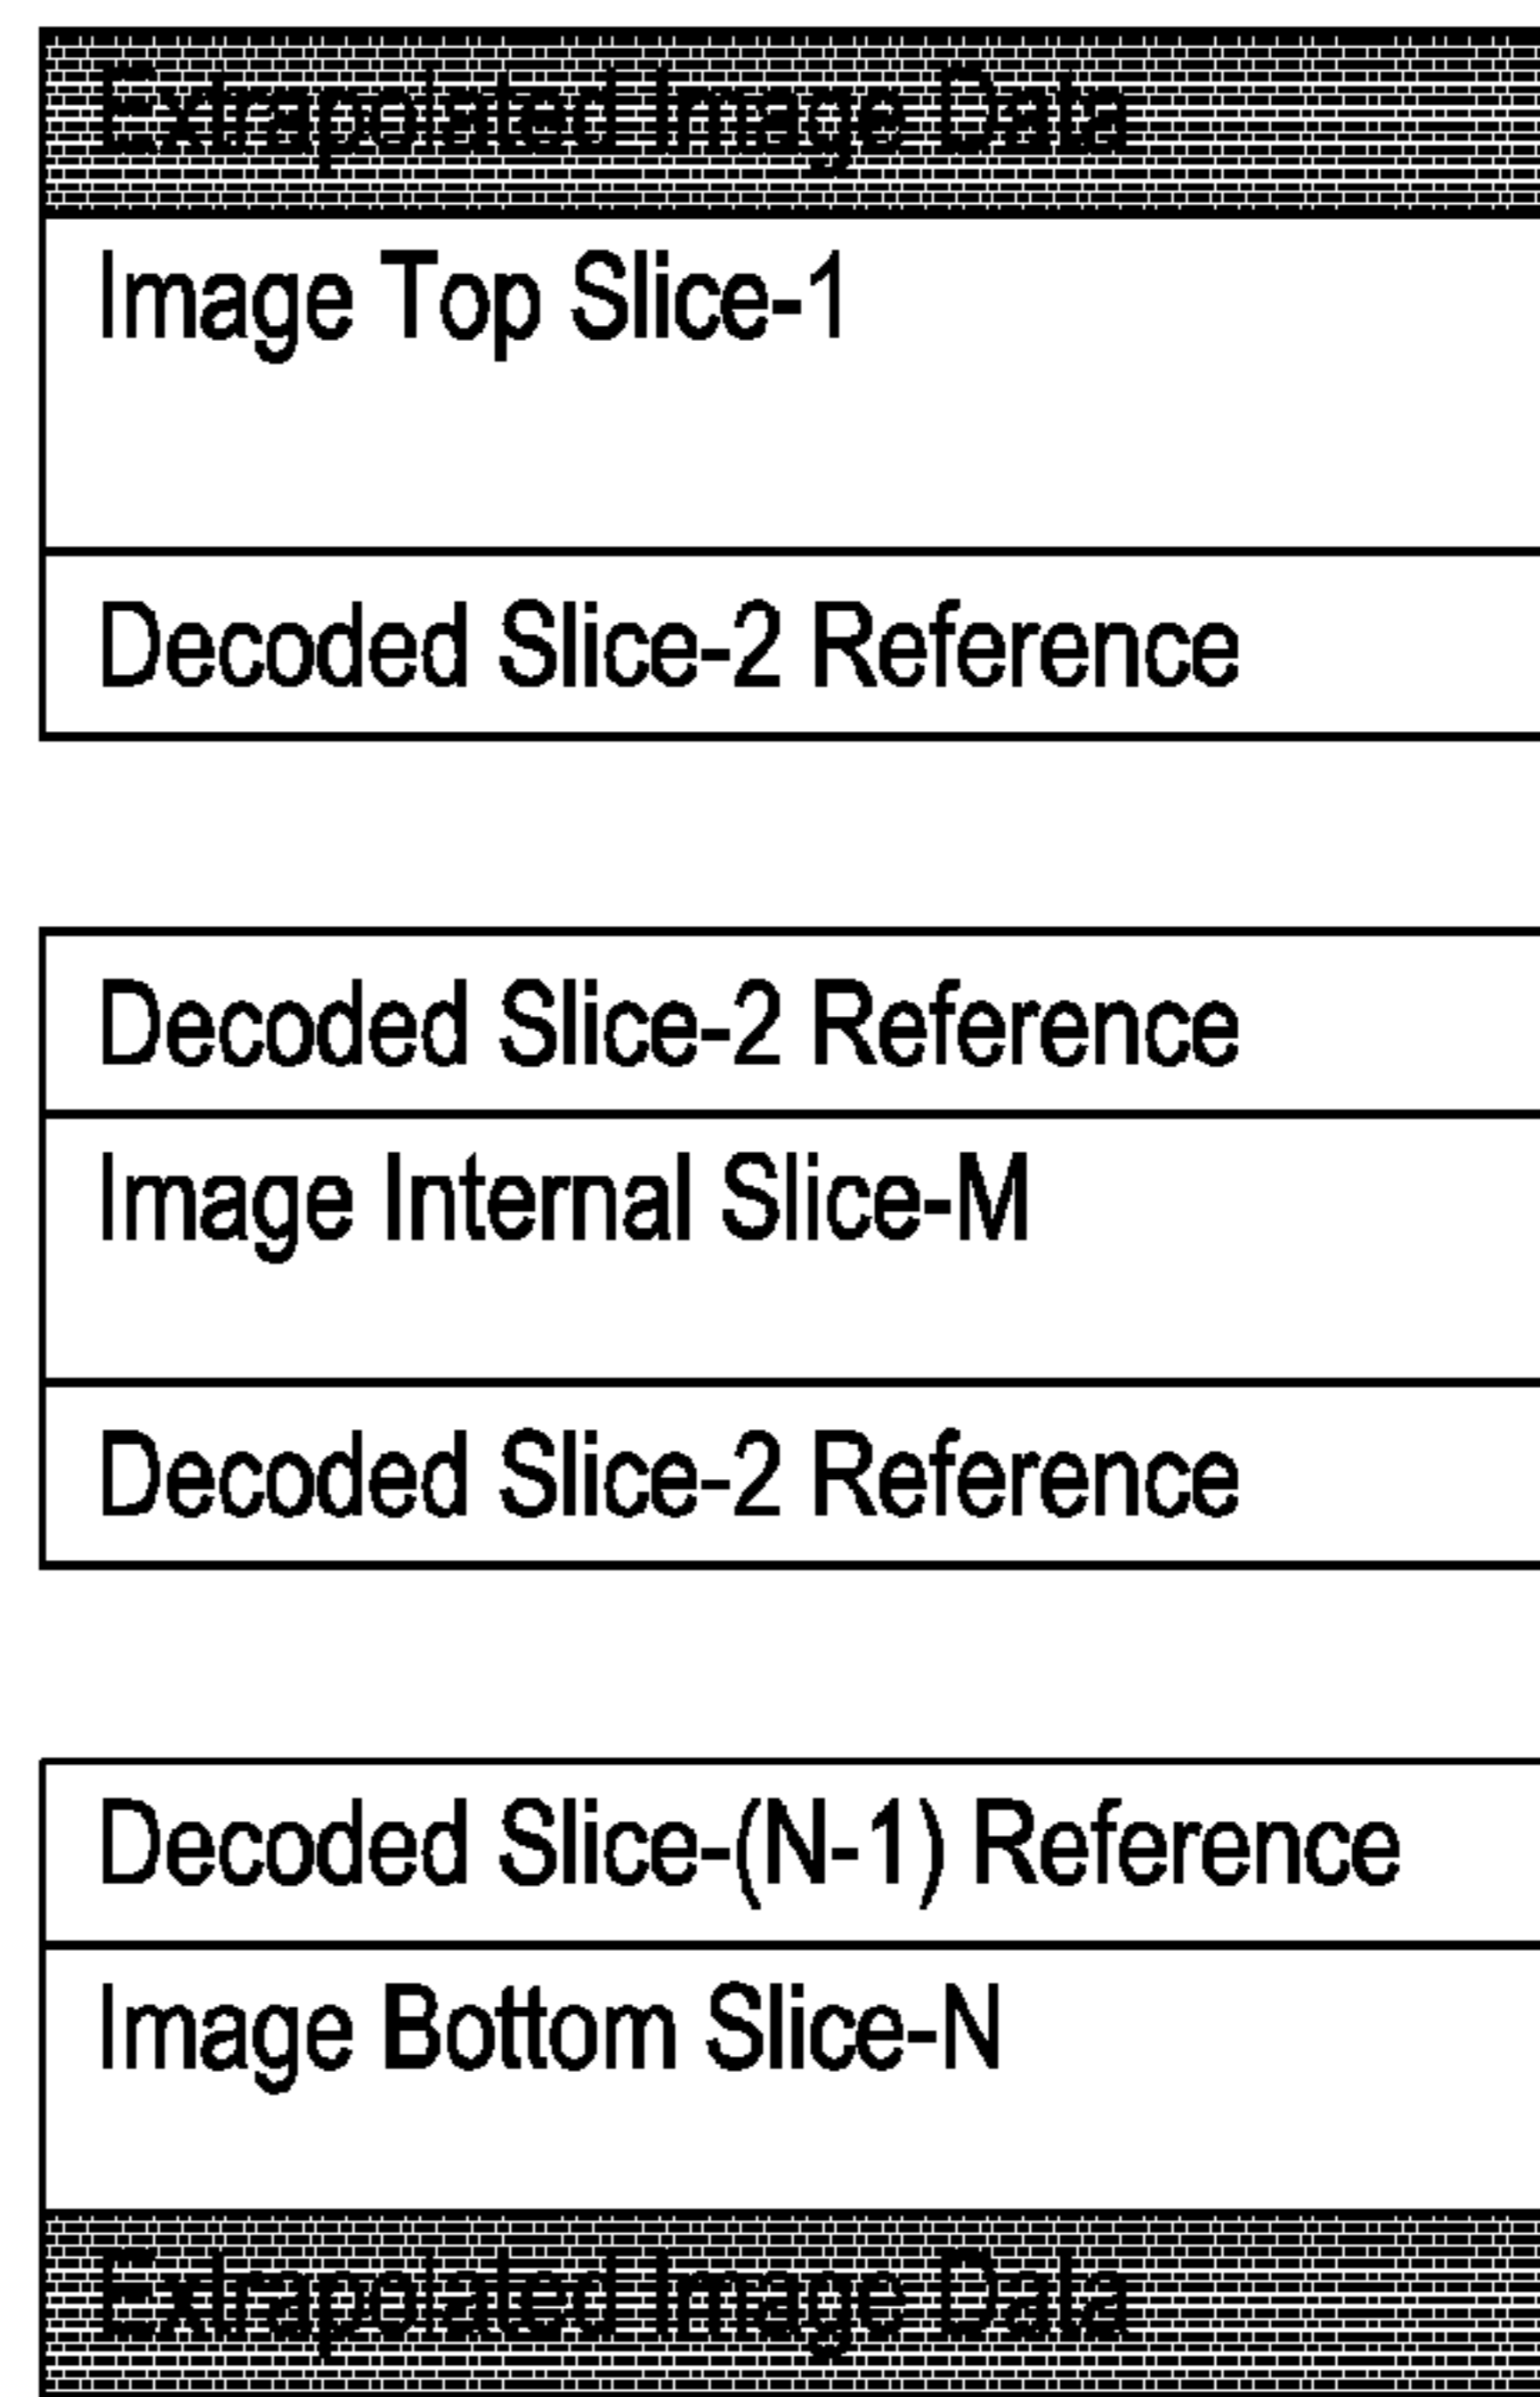 Extrapolated Image Data
Image Top Slice-1
Decoded Slice-2 Reference
Decoded Slice-2 Reference
Image Internal Slice-M
Decoded Slice-2 Reference
Decoded Slice-(N-1) Reference
Image Bottom Slice-N
Extrapolated Image Data